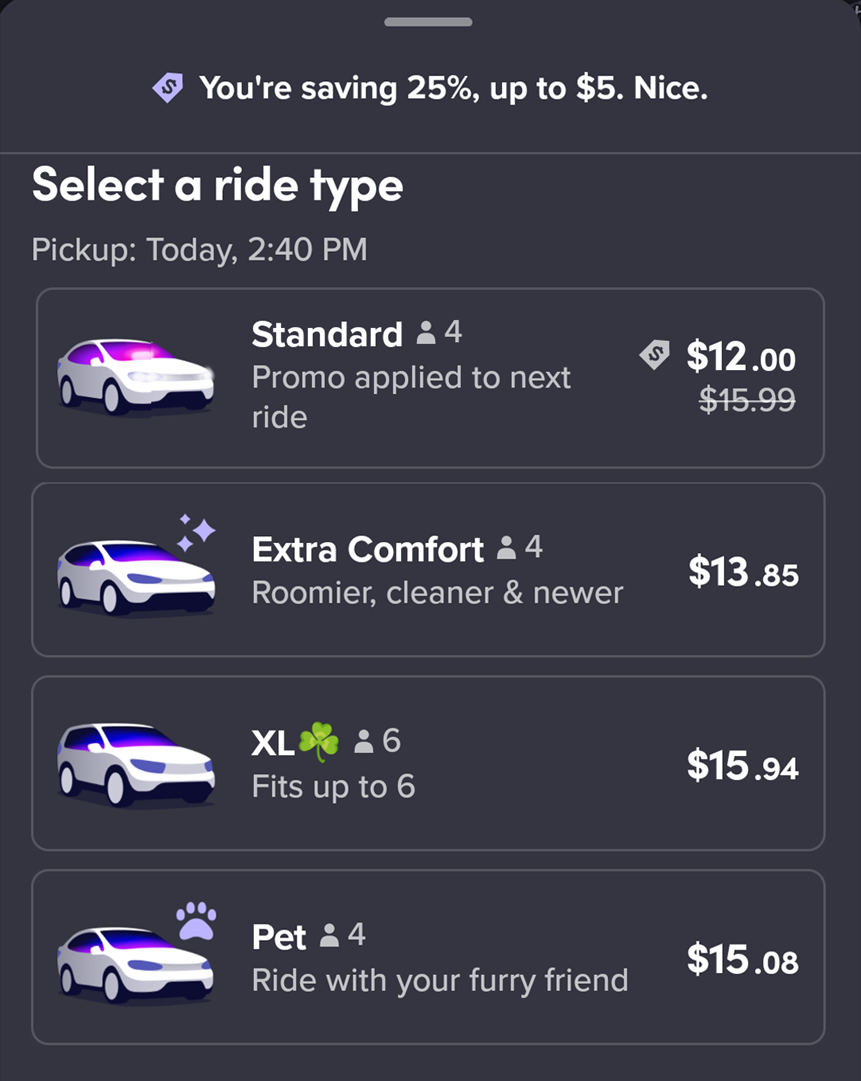 You're saving 25%, up to $5. Nice.
Select a ride type
Pickup: Today, 2:40 PM
Standard 4
Promo applied to next
ride
$12.00
$15.99
Extra Comfort 4
Roomier, cleaner & newer
$13.85
XL☘️ 6
Fits up to 6
$15.94
Pet 4
Ride with your furry friend
$15.08